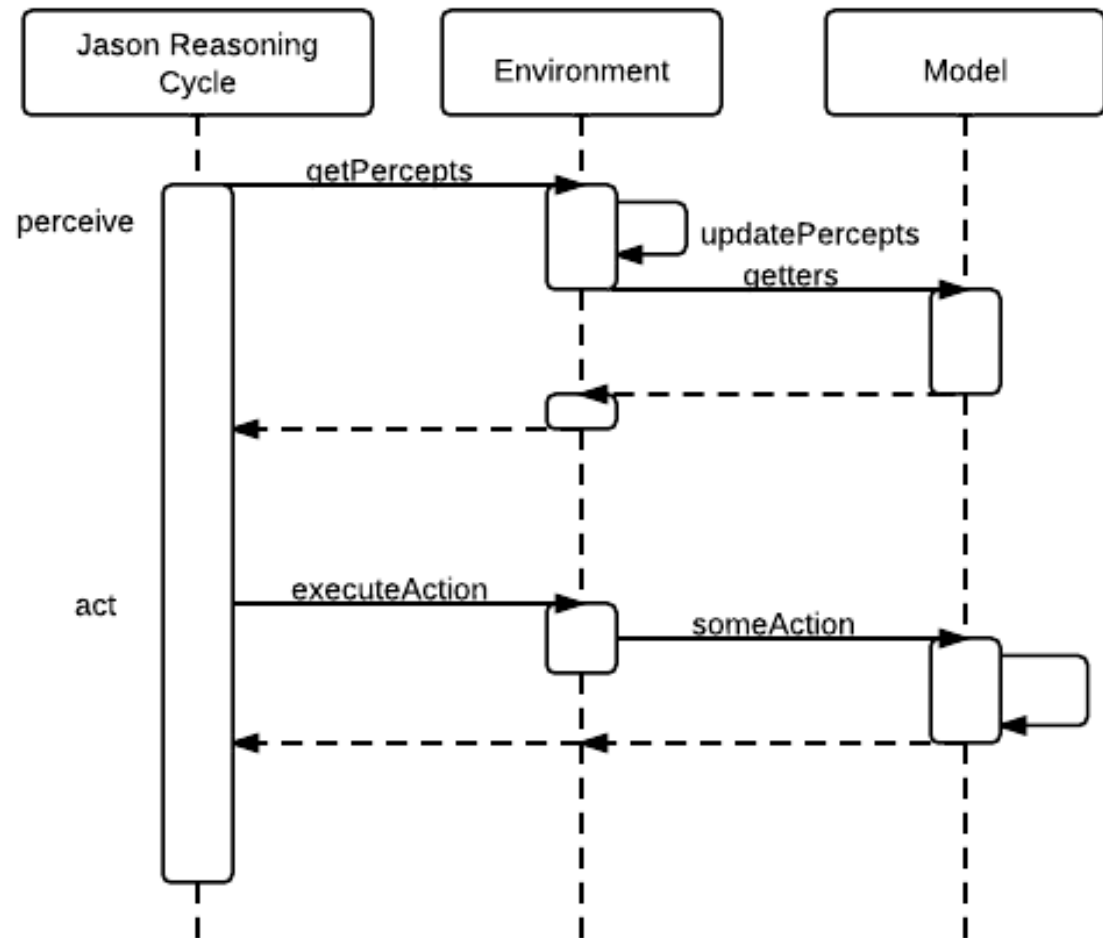 Jason Reasoning
Cycle
Environment
Model
getPercepts
perceive
updatePercepts
getters
executeAction
act
someAction